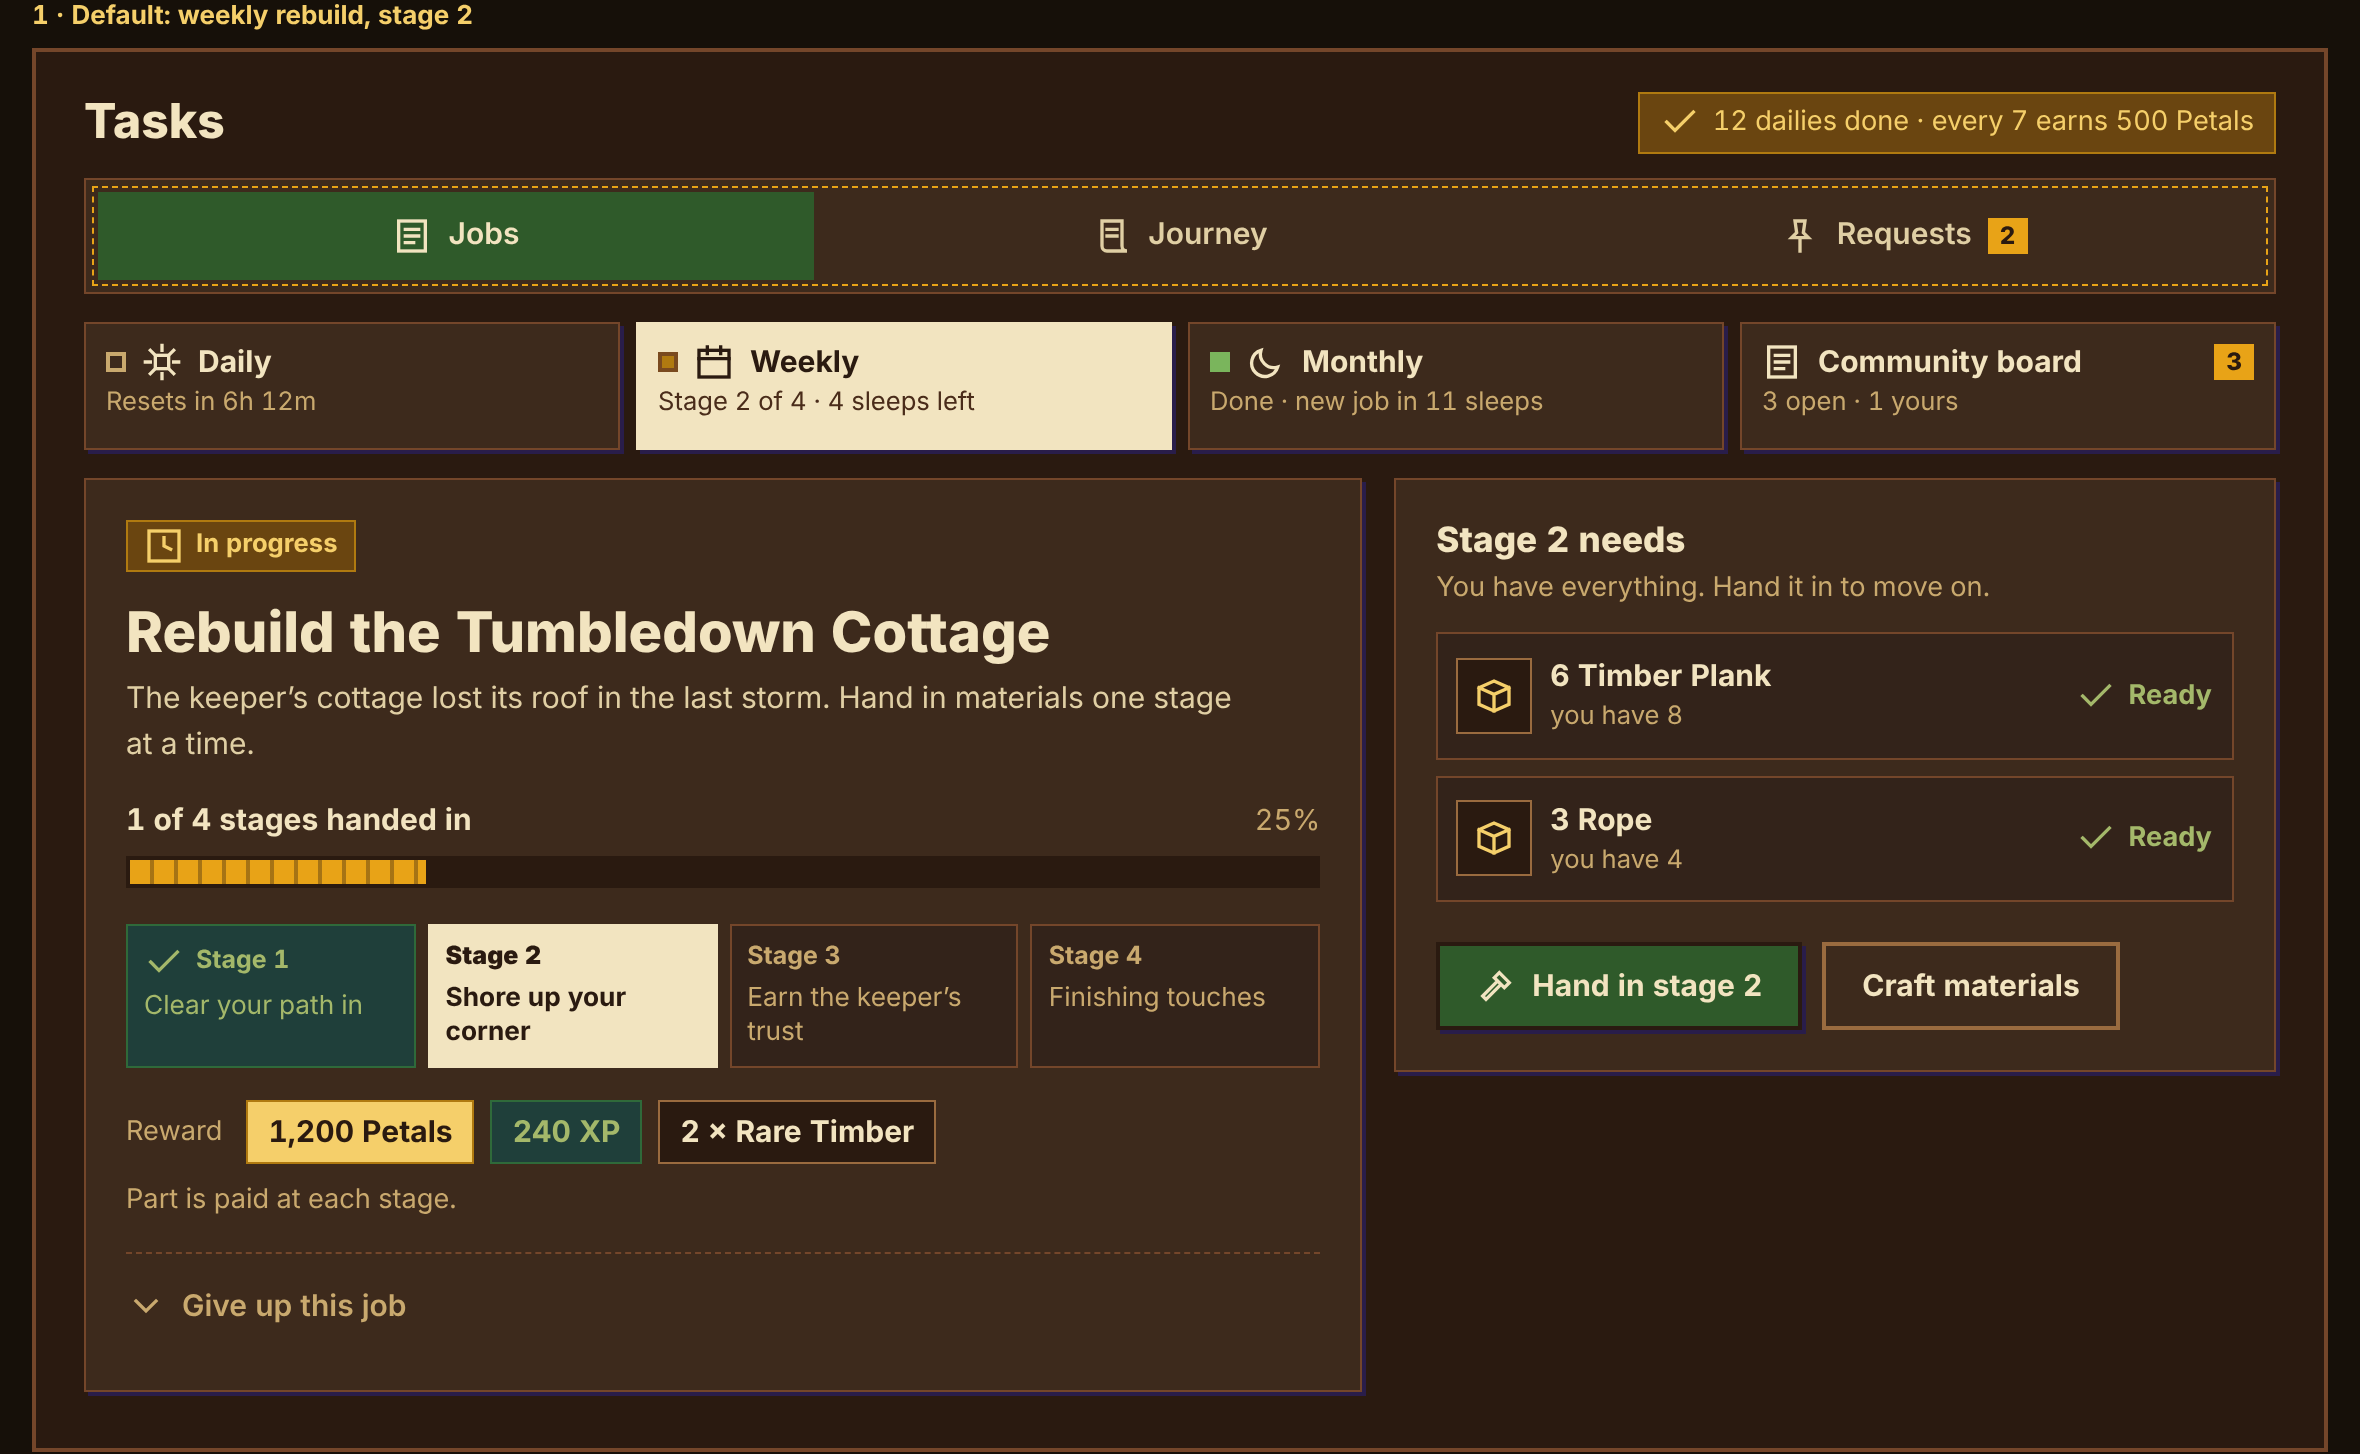 1 · Default: weekly rebuild, stage 2
Tasks
12 dailies done · every 7 earns 500 Petals
Jobs
Journey
Requests 2
Daily
Resets in 6h 12m
Weekly
Stage 2 of 4 · 4 sleeps left
Monthly
Done · new job in 11 sleeps
Community board 3
3 open · 1 yours
In progress
Rebuild the Tumbledown Cottage
The keeper’s cottage lost its roof in the last storm. Hand in materials one stage
at a time.
1 of 4 stages handed in 25%
Stage 1
Clear your path in
Stage 2
Shore up your
corner
Stage 3
Earn the keeper’s
trust
Stage 4
Finishing touches
Reward 1,200 Petals 240 XP 2 × Rare Timber
Part is paid at each stage.
Give up this job
Stage 2 needs
You have everything. Hand it in to move on.
6 Timber Plank
you have 8
Ready
3 Rope
you have 4
Ready
Hand in stage 2
Craft materials